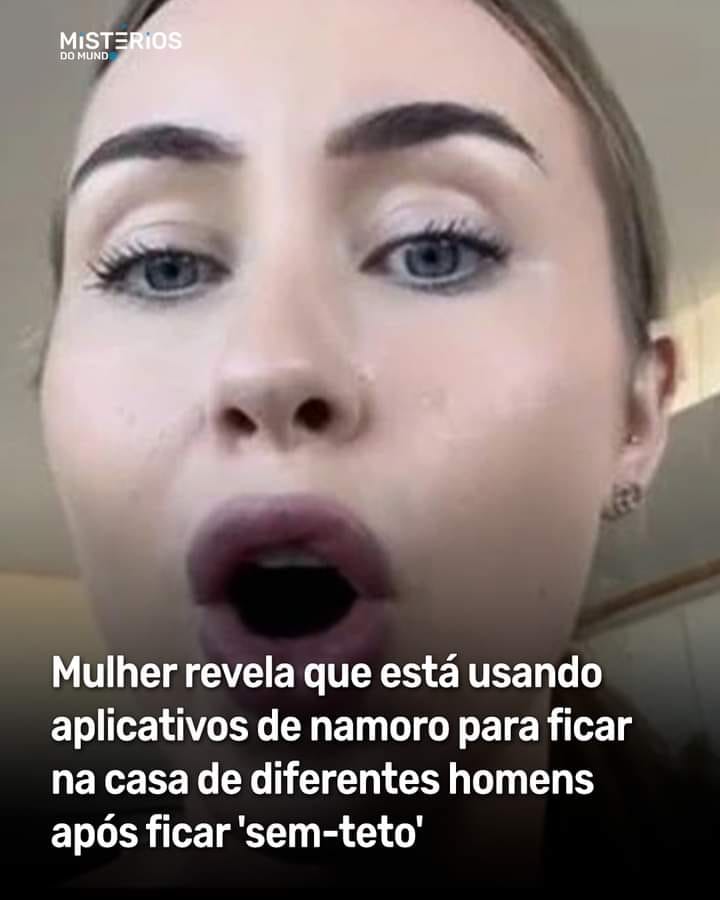 MiSTÉRiOS
DO MUNDO
Mulher revela que está usando
aplicativos de namoro para ficar
na casa de diferentes homens
após ficar 'sem-teto'